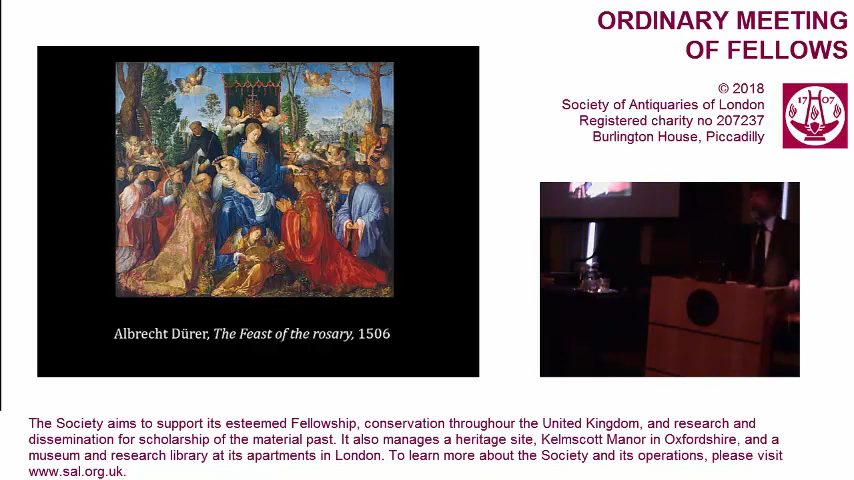 ORDINARY MEETING
OF FELLOWS
© 2018
Society of Antiquaries of London
Registered charity no 207237
Burlington House, Piccadilly
17 07
Albrecht Dürer, The Feast of the rosary, 1506
The Society aims to support its esteemed Fellowship, conservation throughour the United Kingdom, and research and
dissemination for scholarship of the material past. It also manages a heritage site, Kelmscott Manor in Oxfordshire, and a
museum and research library at its apartments in London. To learn more about the Society and its operations, please visit
www.sal.org.uk.